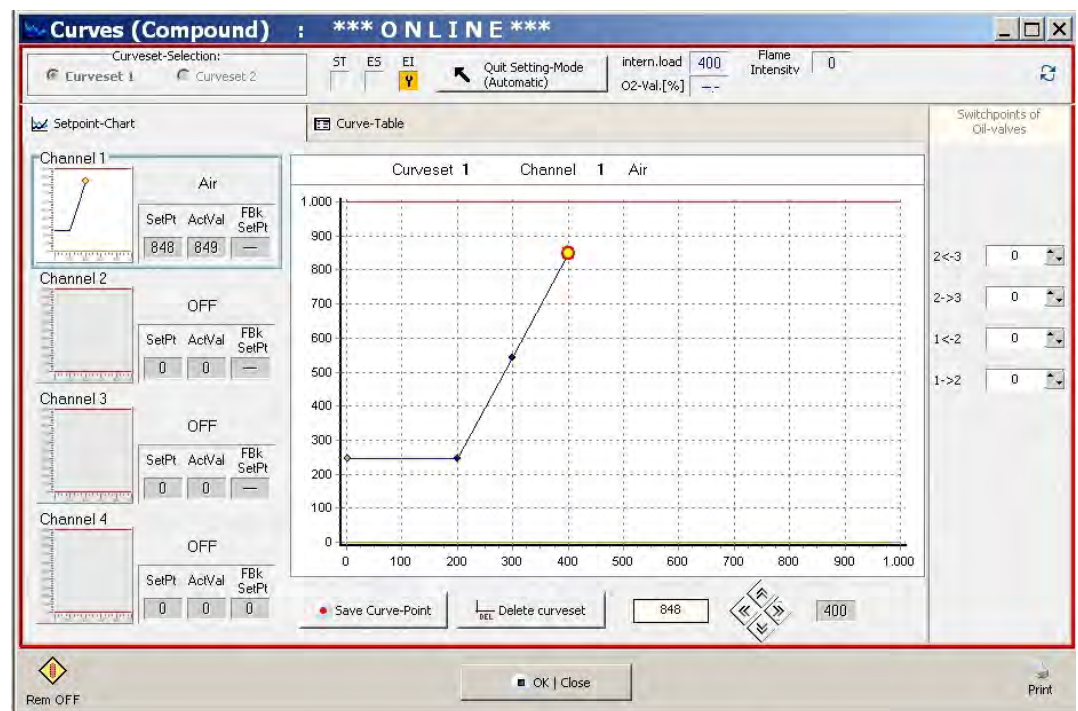 Curves (Compound) : *** O N L I N E ***
Curveset-Selection:
Curveset 1 Curveset 2
ST ES EI
Y
Quit Setting-Mode
(Automatic)
intern.load 400
O2-Val.[%] --.-
Flame
Intensity 0
Setpoint-Chart
Curve-Table
Switchpoints of
Oil-valves
Channel 1
Air
SetPt ActVal FBk
SetPt
848 849 —
Channel 2
OFF
SetPt ActVal FBk
SetPt
0 0 —
Channel 3
OFF
SetPt ActVal FBk
SetPt
0 0 —
Channel 4
OFF
SetPt ActVal FBk
SetPt
0 0 0
Curveset 1 Channel 1 Air
1.000
900
800
700
600
500
400
300
200
100
0
0 100 200 300 400 500 600 700 800 900 1.000
2<-3 0
2->3 0
1<-2 0
1->2 0
Save Curve-Point
DEL Delete curveset
848
400
Rem OFF
OK | Close
Print